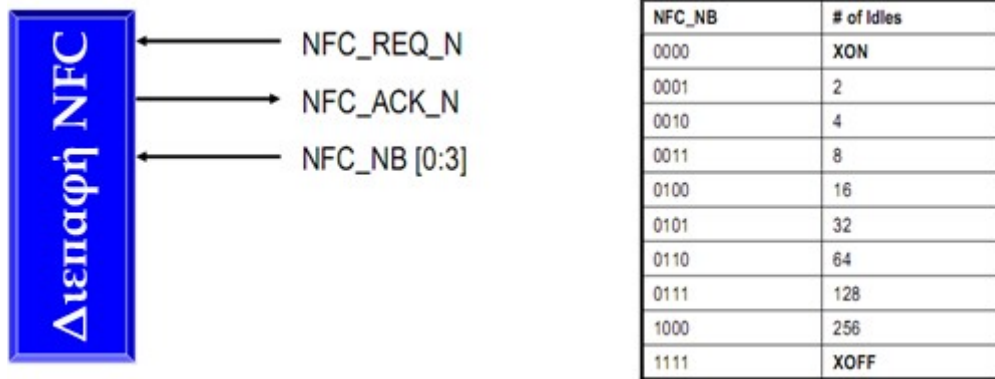 Διεπαφή NFC
NFC_REQ_N
NFC_ACK_N
NFC_NB [0:3]
NFC_NB # of Idles
0000 XON
0001 2
0010 4
0011 8
0100 16
0101 32
0110 64
0111 128
1000 256
1111 XOFF